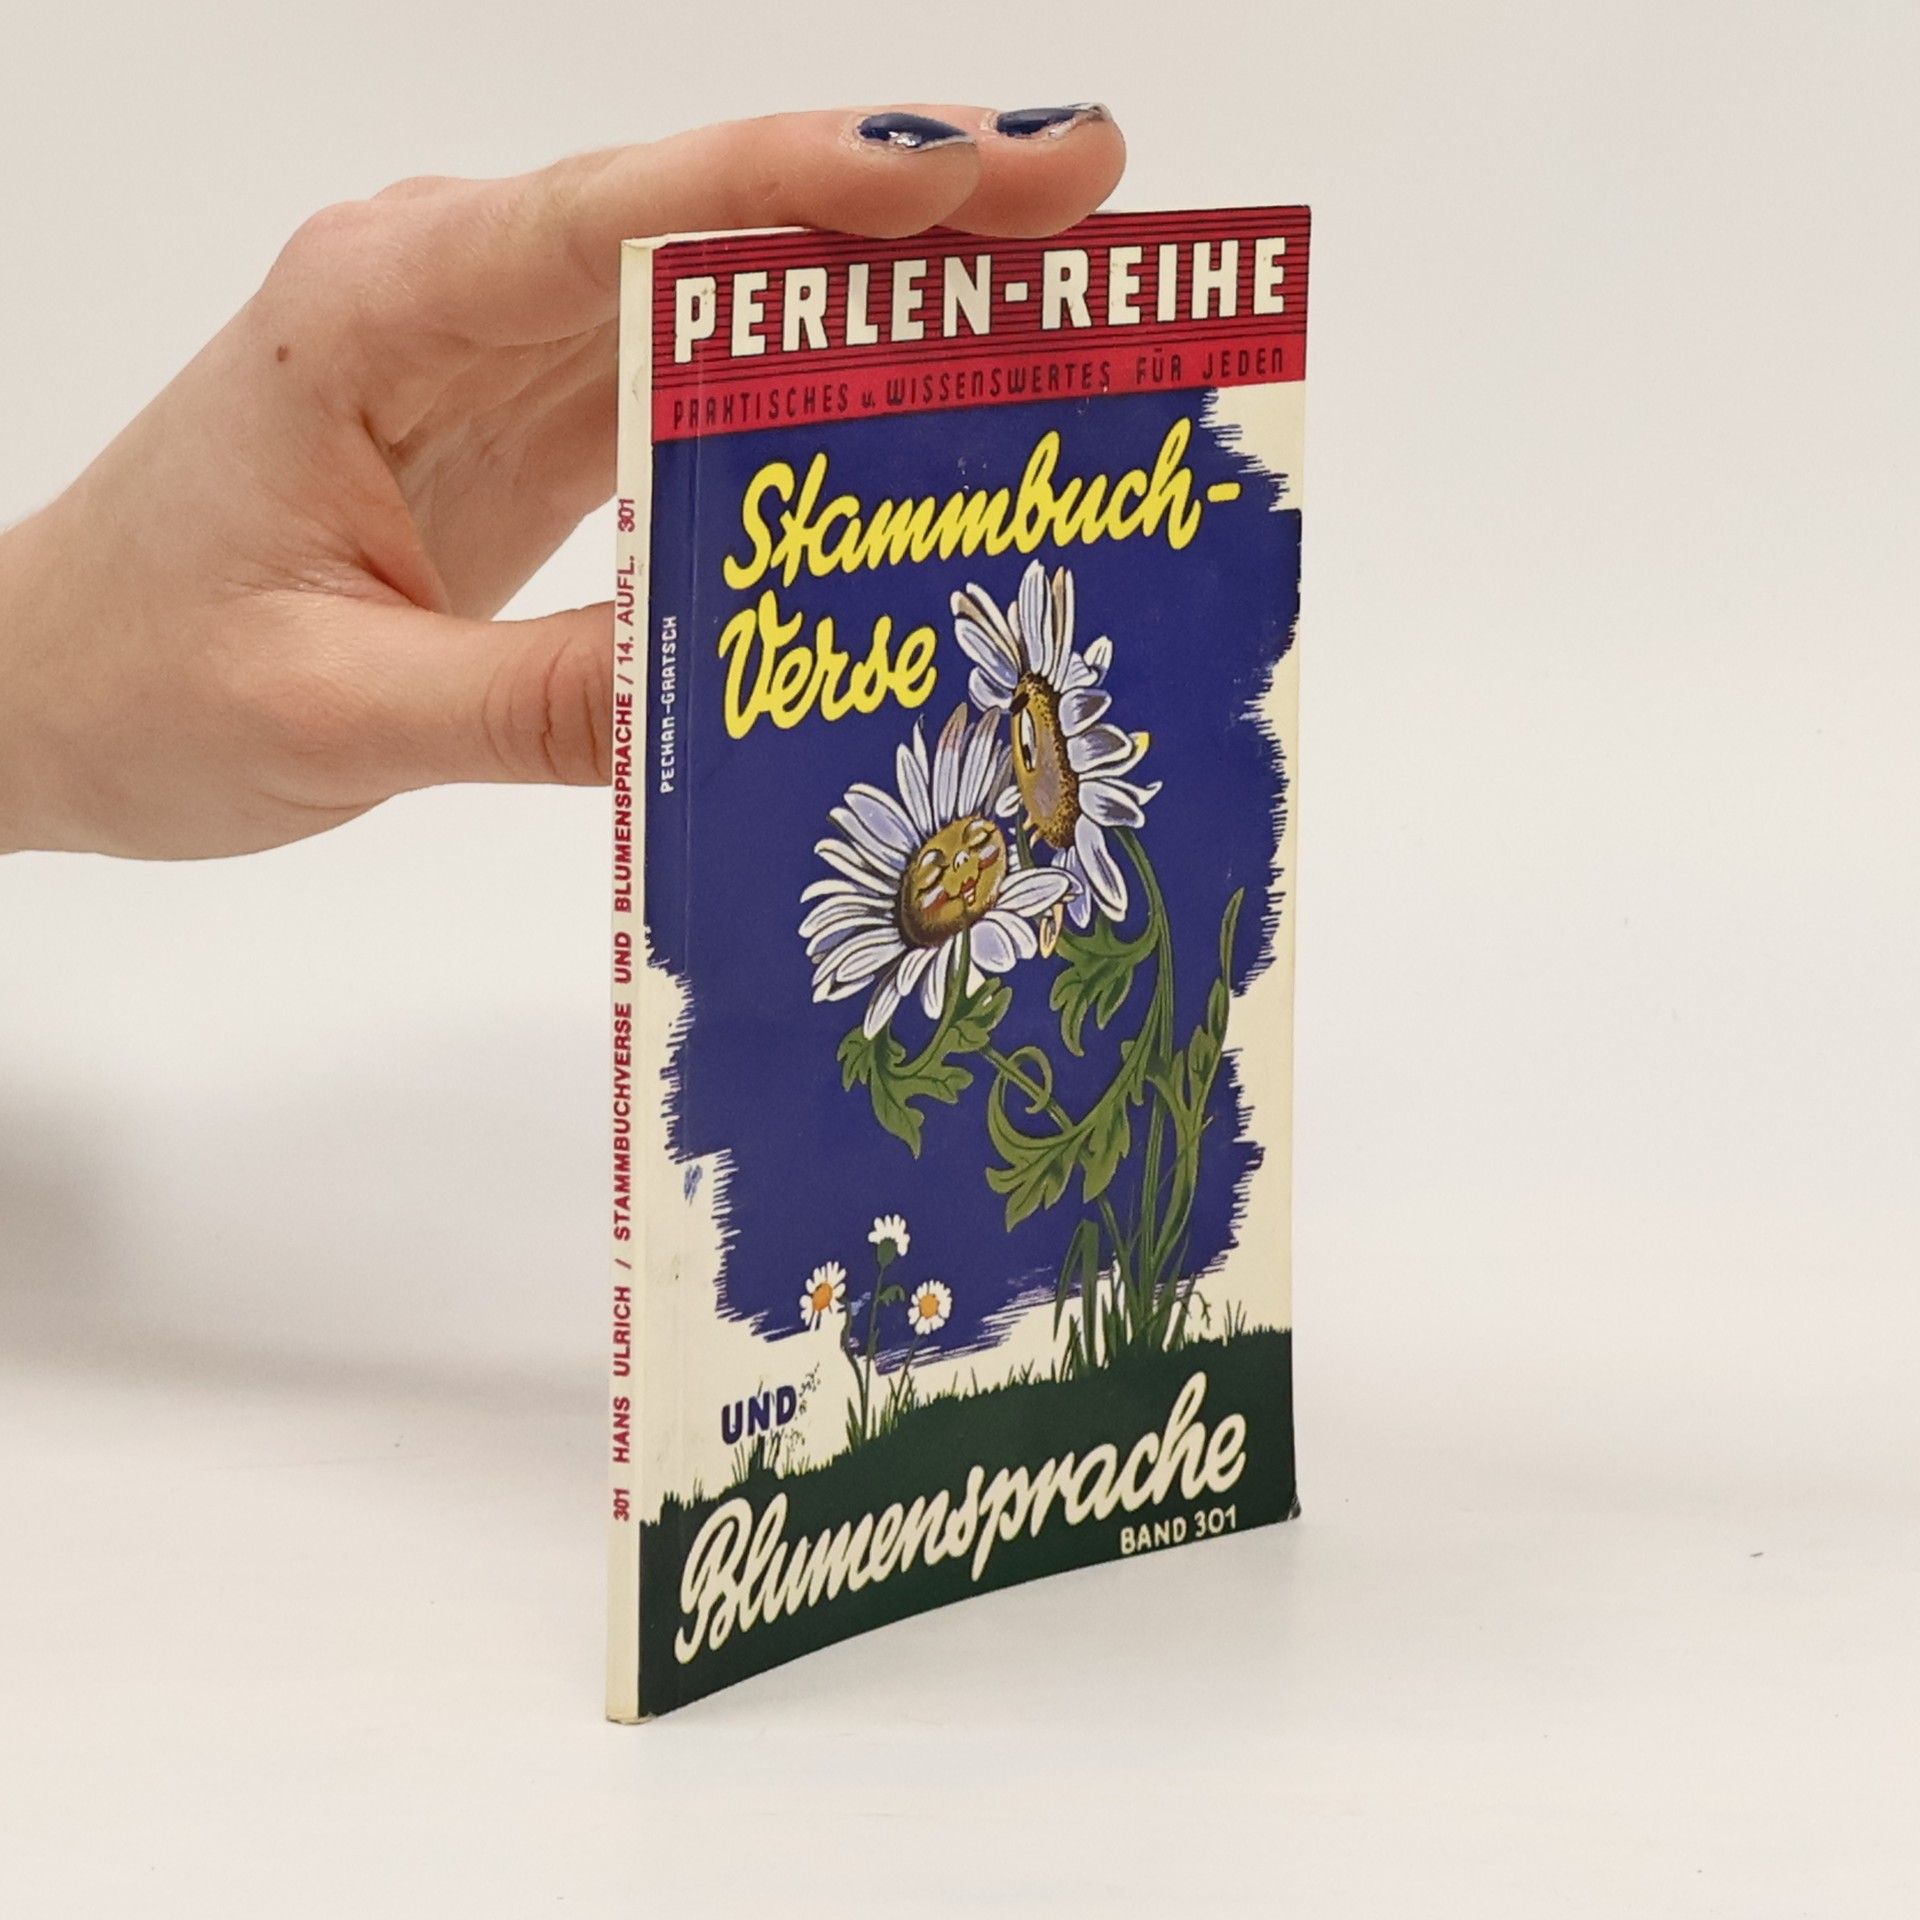 PERLEN-REIHE
PRAKTISCHES u. WISSENSWERTES FÜR JEDEN
Stammbuch-
Verse
PECHAN-GRATSCH
UND
Blumensprache
BAND 301
301 HANS ULRICH / STAMMBUCHVERSE UND BLUMENSPRACHE / 14. AUFL. 301